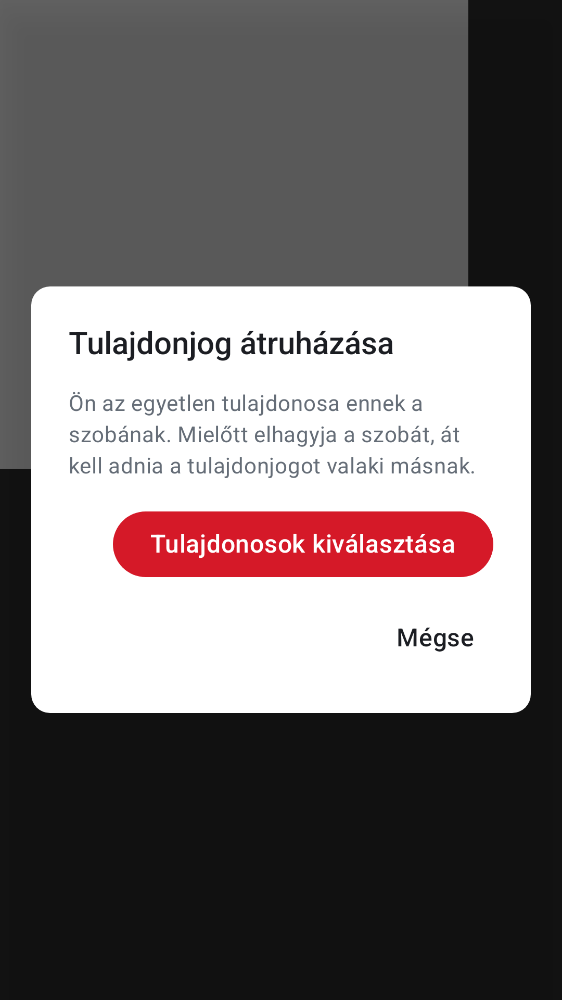 Tulajdonjog átruházása
Ön az egyetlen tulajdonosa ennek a
szobának. Mielőtt elhagyja a szobát, át
kell adnia a tulajdonjogot valaki másnak.
Tulajdonosok kiválasztása
Mégse